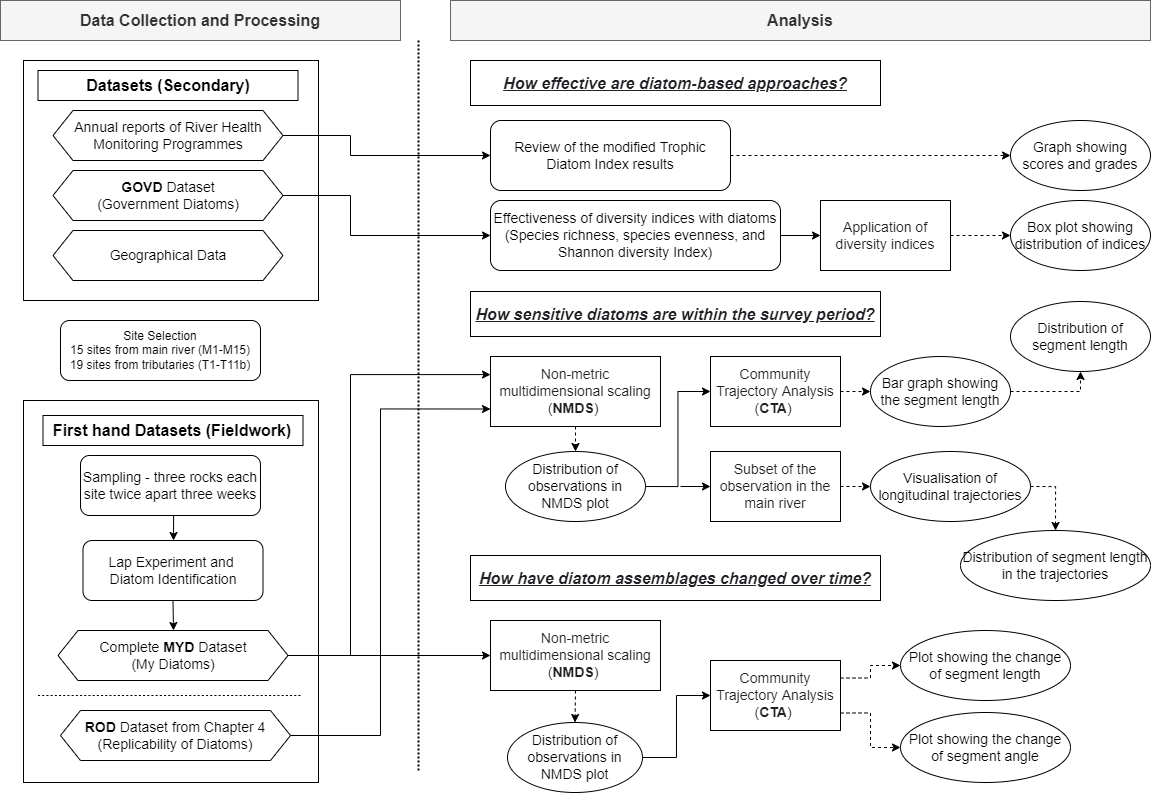 Data Collection and Processing
Analysis
Datasets (Secondary)
Annual reports of River Health
Monitoring Programmes
GOVD Dataset
(Government Diatoms)
Geographical Data
Site Selection
15 sites from main river (M1-M15)
19 sites from tributaries (T1-T11b)
First hand Datasets (Fieldwork)
Sampling - three rocks each
site twice apart three weeks
Lap Experiment and
Diatom Identification
Complete MYD Dataset
(My Diatoms)
ROD Dataset from Chapter 4
(Replicability of Diatoms)
How effective are diatom-based approaches?
Review of the modified Trophic
Diatom Index results
Graph showing
scores and grades
Effectiveness of diversity indices with diatoms
(Species richness, species evenness, and
Shannon diversity Index)
Application of
diversity indices
Box plot showing
distribution of indices
How sensitive diatoms are within the survey period?
Non-metric
multidimensional scaling
(NMDS)
Distribution of
observations in
NMDS plot
Community
Trajectory Analysis
(CTA)
Bar graph showing
the segment length
Distribution of
segment length
Subset of the
observation in the
main river
Visualisation of
longitudinal trajectories
Distribution of segment length
in the trajectories
How have diatom assemblages changed over time?
Non-metric
multidimensional scaling
(NMDS)
Distribution of
observations in
NMDS plot
Community
Trajectory Analysis
(CTA)
Plot showing the change
of segment length
Plot showing the change
of segment angle